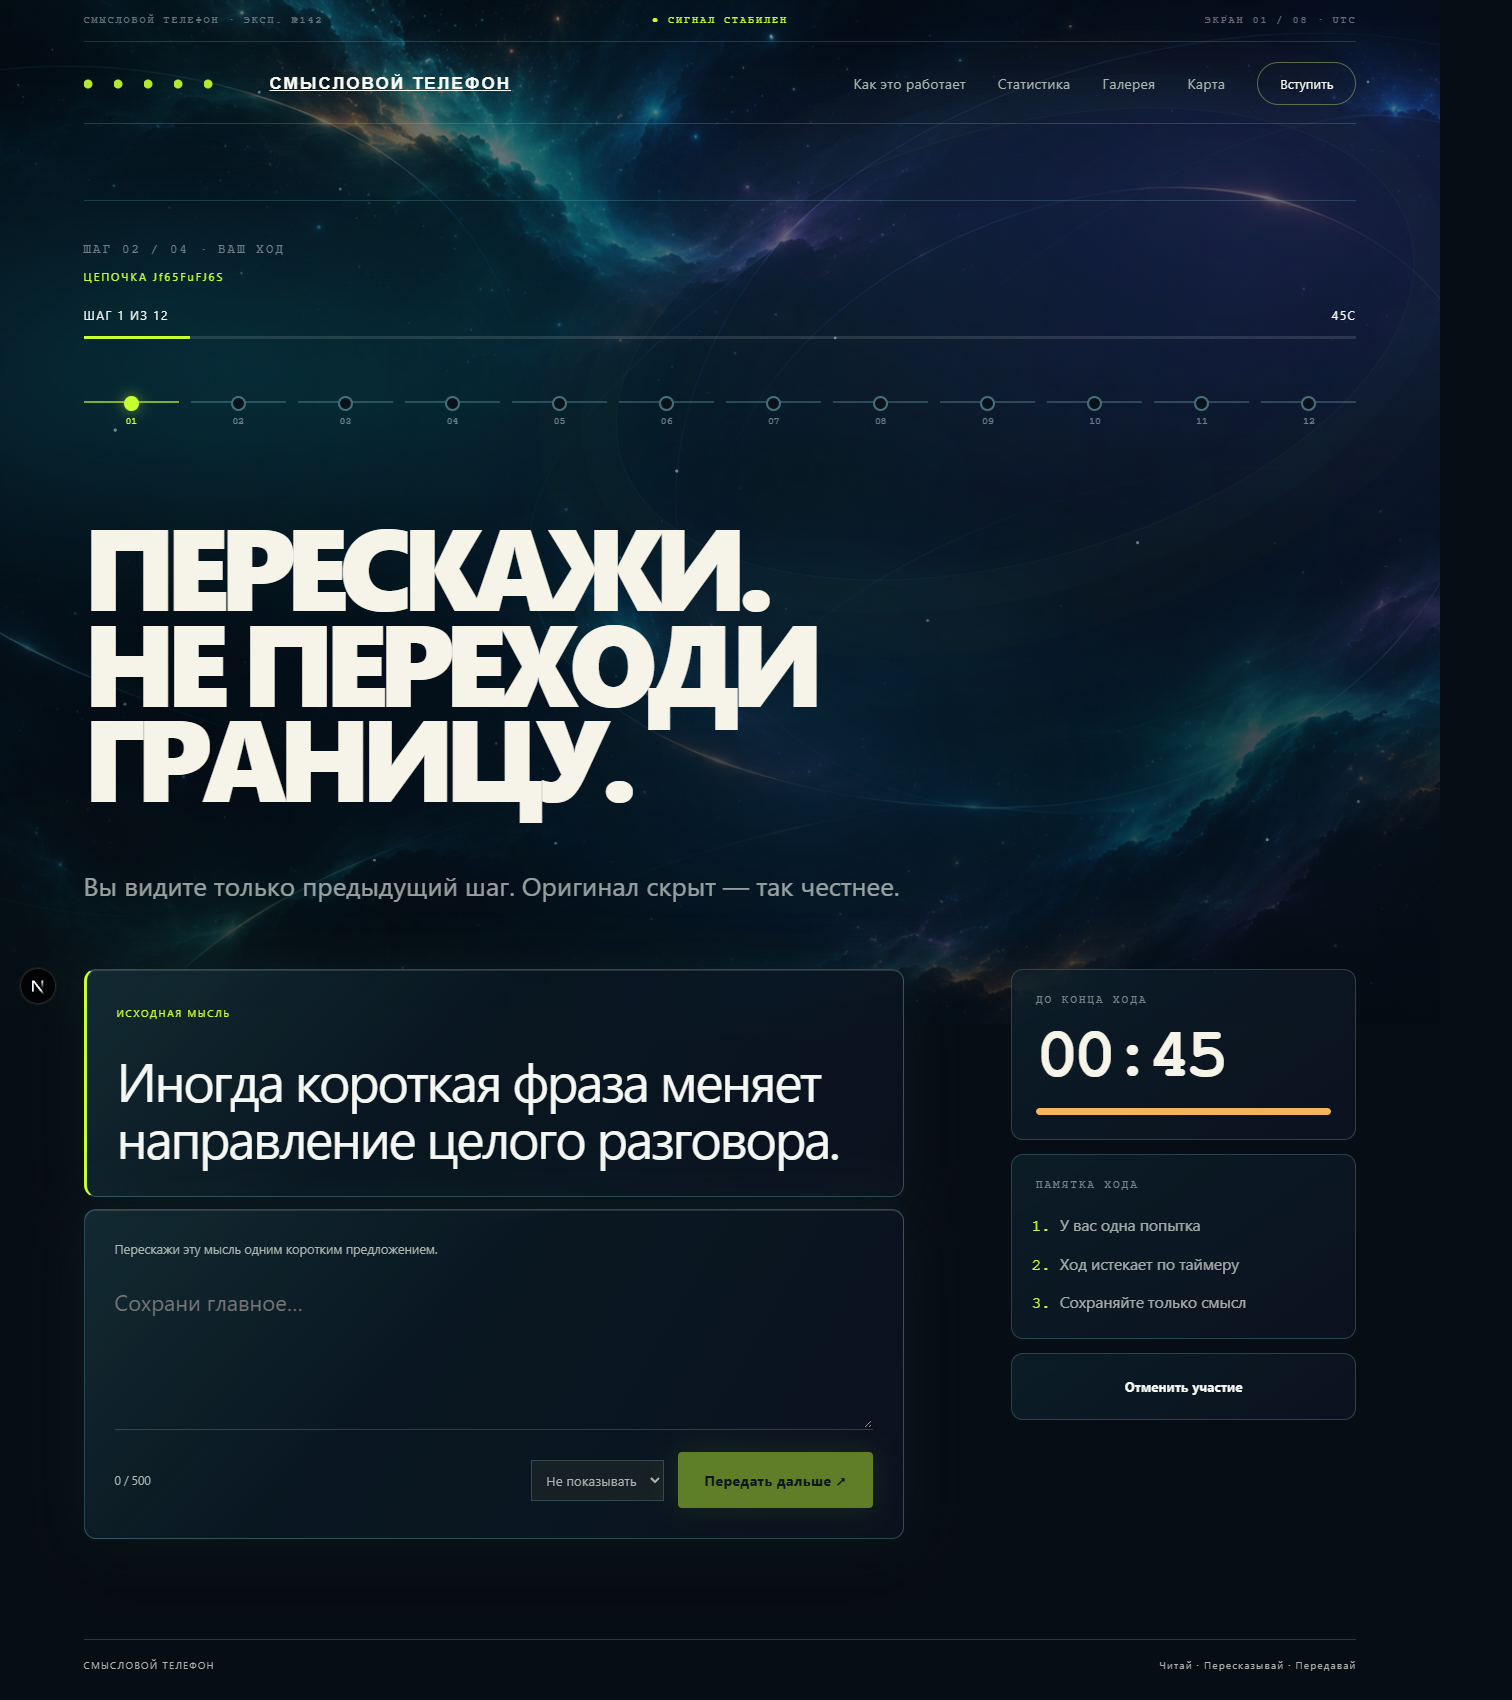 СМЫСЛОВОЙ ТЕЛЕФОН · ЭКСП. №142
● СИГНАЛ СТАБИЛЕН
ЭКРАН 01 / 08 · UTC
СМЫСЛОВОЙ ТЕЛЕФОН
Как это работает
Статистика
Галерея
Карта
Вступить
ШАГ 02 / 04 · ВАШ ХОД
ЦЕПОЧКА Jf65FuFJ6S
ШАГ 1 ИЗ 12
45С
01
02
03
04
05
06
07
08
09
10
11
12
ПЕРЕСКАЖИ.
НЕ ПЕРЕХОДИ
ГРАНИЦУ.
Вы видите только предыдущий шаг. Оригинал скрыт — так честнее.
N
ИСХОДНАЯ МЫСЛЬ
Иногда короткая фраза меняет
направление целого разговора.
Перескажи эту мысль одним коротким предложением.
Сохрани главное...
0 / 500
Не показывать
Передать дальше ↗
ДО КОНЦА ХОДА
00:45
ПАМЯТКА ХОДА
1. У вас одна попытка
2. Ход истекает по таймеру
3. Сохраняйте только смысл
Отменить участие
СМЫСЛОВОЙ ТЕЛЕФОН
Читай · Пересказывай · Передавай